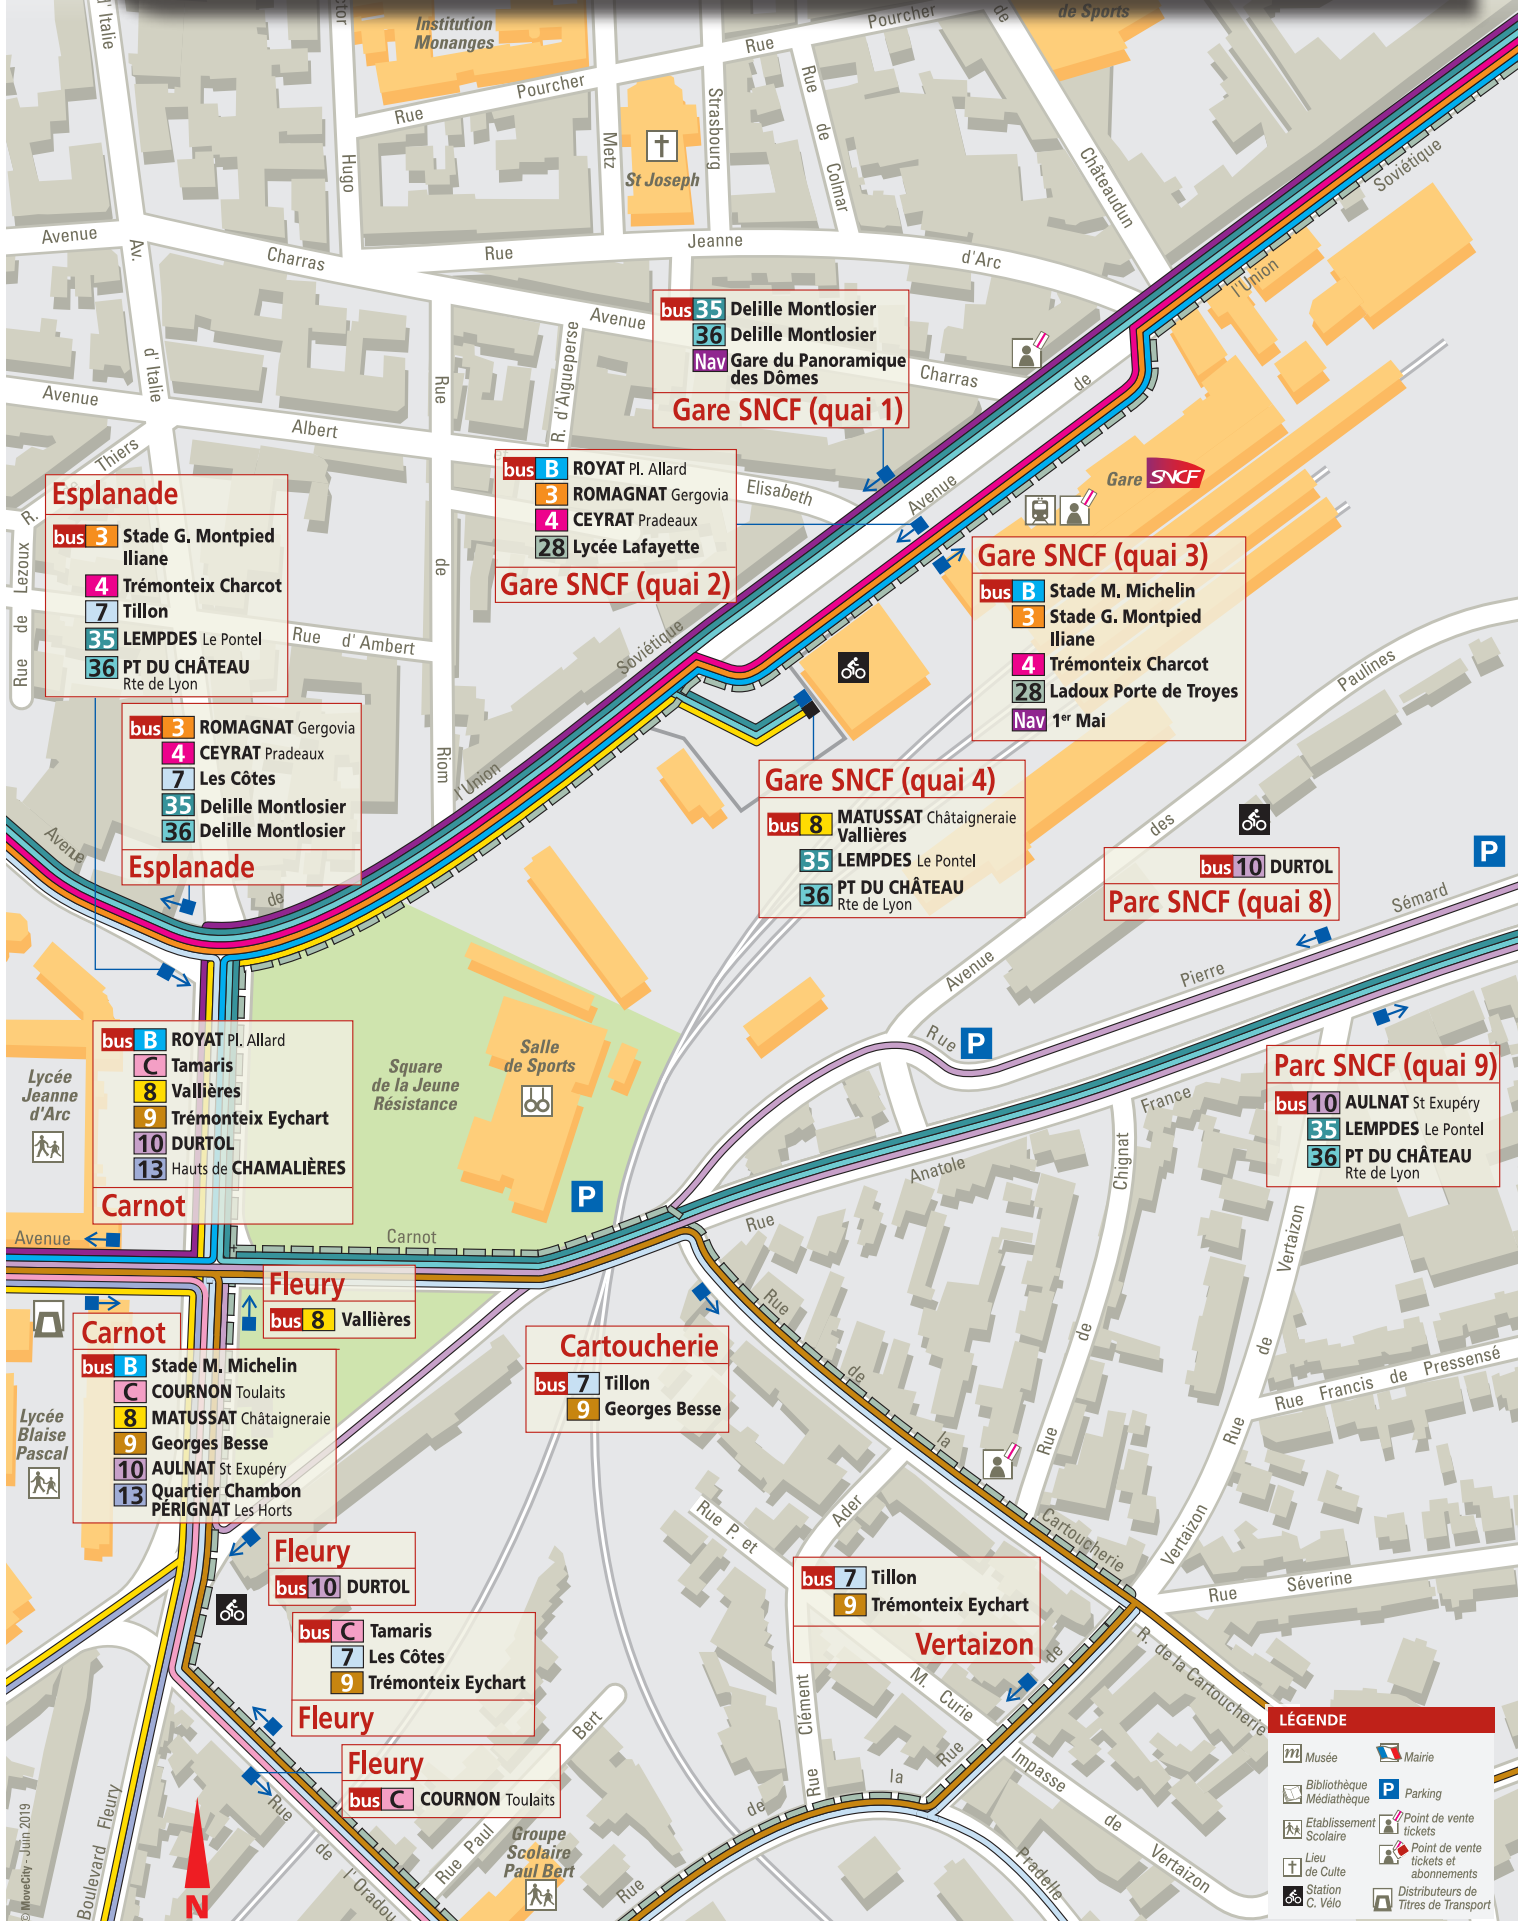 d' Italie
ctor
Institution
Monanges
Rue
Pourcher
de Sports
de
Rue
Pourcher
Strasbourg
Rue
de
Colmar
Hugo
Metz
St Joseph
Châteaudun
Soviétique
Avenue
Av.
Charras
Rue
Jeanne
d'Arc
l'Union
d' Italie
Avenue
R. d'Aigueperse
bus 35 Delille Montlosier
36 Delille Montlosier
Nav Gare du Panoramique
des Dômes
Gare SNCF (quai 1)
Charras
de
Avenue
Rue
Albert
Thiers
R.
Elisabeth
Avenue
Gare SNCF
bus B ROYAT Pl. Allard
3 ROMAGNAT Gergovia
4 CEYRAT Pradeaux
28 Lycée Lafayette
Gare SNCF (quai 2)
Esplanade
bus 3 Stade G. Montpied
Iliane
4 Trémonteix Charcot
7 Tillon
35 LEMPDES Le Pontel
36 PT DU CHÂTEAU
Rte de Lyon
Rue de Lezoux
de
Rue d' Ambert
Soviétique
Gare SNCF (quai 3)
bus B Stade M. Michelin
3 Stade G. Montpied
Iliane
4 Trémonteix Charcot
28 Ladoux Porte de Troyes
Nav 1er Mai
Paulines
bus 3 ROMAGNAT Gergovia
4 CEYRAT Pradeaux
7 Les Côtes
35 Delille Montlosier
36 Delille Montlosier
Esplanade
Avenue
Riom
l'Union
de
Gare SNCF (quai 4)
bus 8 MATUSSAT Châtaigneraie
Vallières
35 LEMPDES Le Pontel
36 PT DU CHÂTEAU
Rte de Lyon
des
P
bus 10 DURTOL
Parc SNCF (quai 8)
Sémard
Avenue
Pierre
Rue
P
bus B ROYAT Pl. Allard
C Tamaris
8 Vallières
9 Trémonteix Eychart
10 DURTOL
13 Hauts de CHAMALIÈRES
Carnot
Lycée
Jeanne
d'Arc
Square
de la Jeune
Résistance
Salle
de Sports
P
Parc SNCF (quai 9)
bus 10 AULNAT St Exupéry
35 LEMPDES Le Pontel
36 PT DU CHÂTEAU
Rte de Lyon
France
Chignat
Anatole
Rue
Avenue
Carnot
Vertaizon
Fleury
bus 8 Vallières
Carnot
bus B Stade M. Michelin
C COURNON Toulaits
8 MATUSSAT Châtaigneraie
9 Georges Besse
10 AULNAT St Exupéry
13 Quartier Chambon
PÉRIGNAT Les Horts
Lycée
Blaise
Pascal
Cartoucherie
bus 7 Tillon
9 Georges Besse
Rue
de
la
Cartoucherie
de
Rue
de
Rue
Vertaizon
Rue Francis de Pressensé
Rue Séverine
Rue P. et
M. Curie
Ader
Clément
Rue
Fleury
bus 10 DURTOL
bus C Tamaris
7 Les Côtes
9 Trémonteix Eychart
Fleury
Fleury
bus C COURNON Toulaits
bus 7 Tillon
9 Trémonteix Eychart
Vertaizon
de
Rue
la
de
Rue
R. de la Cartoucherie
Impasse
de
Vertaizon
Pradelle
Bert
Rue Paul
Groupe
Scolaire
Paul Bert
Rue
de
l'Oradou
Boulevard Fleury
N
© MoveCity - Juin 2019
LÉGENDE
m Musée
Mairie
Bibliothèque
Médiathèque
P Parking
Etablissement
Scolaire
Point de vente
tickets
Lieu
de Culte
Point de vente
tickets et
abonnements
Station
C. Vélo
Distributeurs de
Titres de Transport